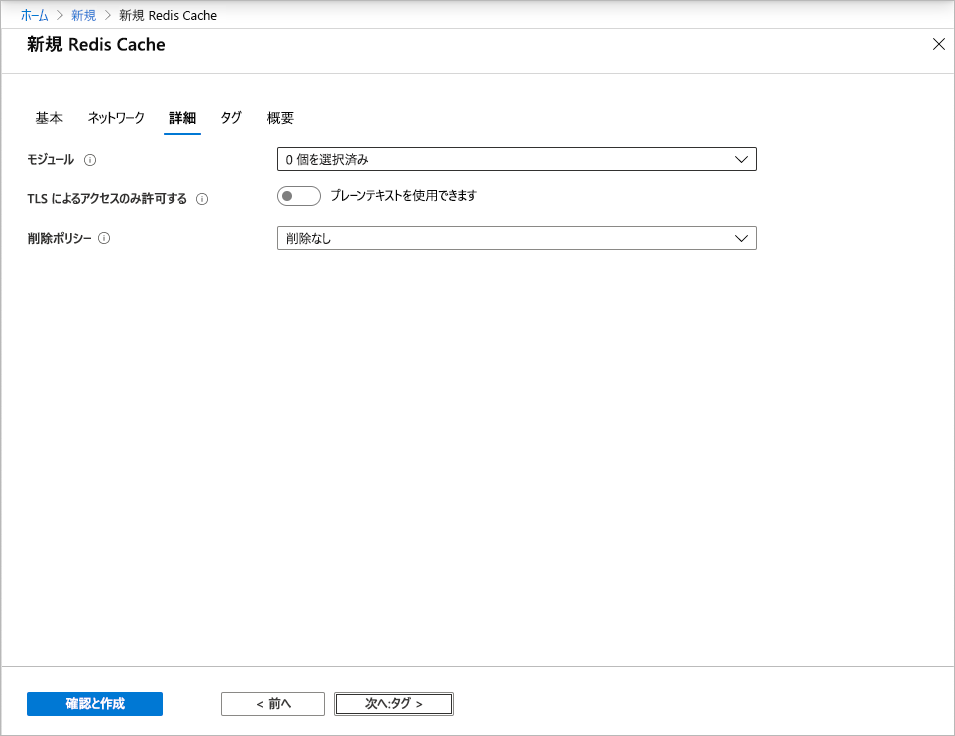 ホーム > 新規 > 新規 Redis Cache
新規 Redis Cache
基本 ネットワーク 詳細 タグ 概要
モジュール 0 個を選択済み
TLS によるアクセスのみ許可する プレーンテキストを使用できます
削除ポリシー 削除なし
確認と作成 < 前へ 次へ:タグ >